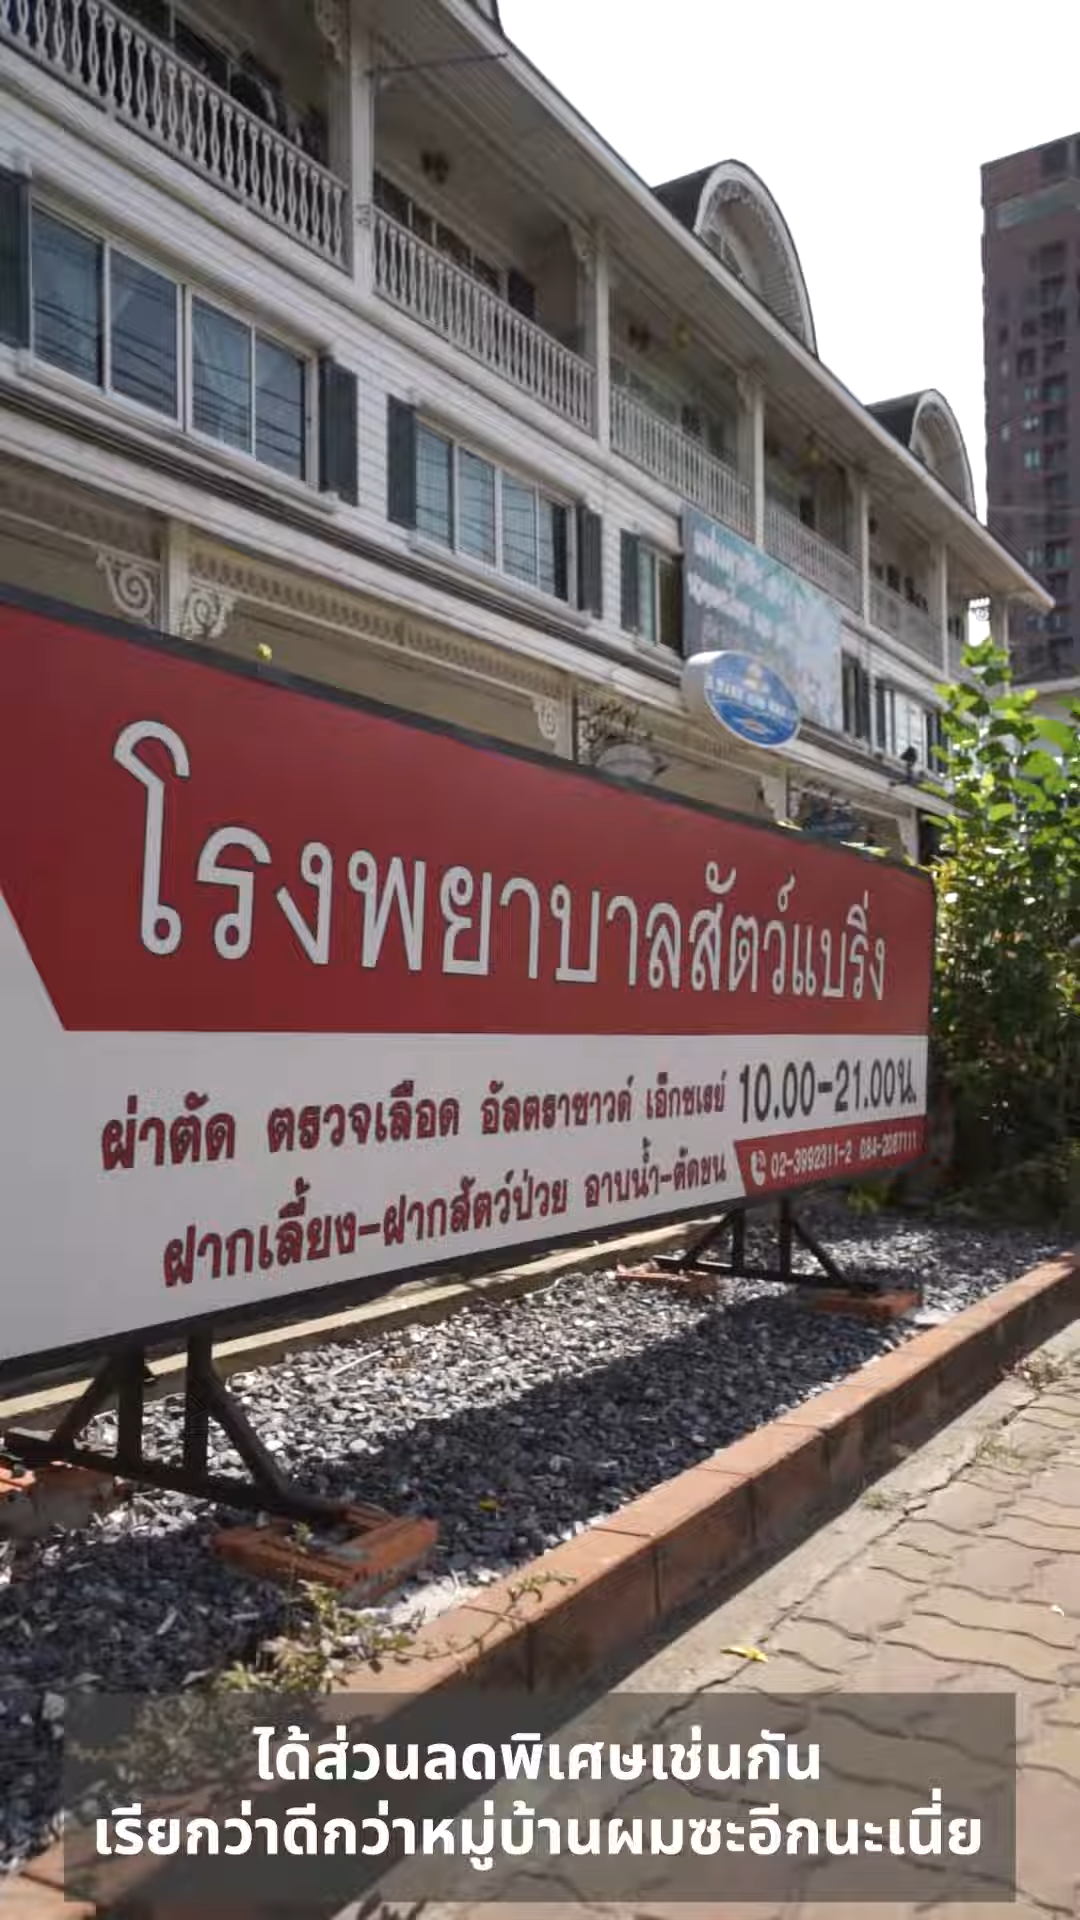 โรงพยาบาลสัตว์แบริ่ง
ผ่าตัด ตรวจเลือด อัลตราซาวด์ เอ็กซเรย์ 10.00-21.00น.
ฝากเลี้ยง-ฝากสัตว์ป่วย อาบน้ำ-ตัดขน 02-3992311-2 084-2087111
ได้ส่วนลดพิเศษเช่นกัน
เรียกว่าดีกว่าหมู่บ้านผมซะอีกนะเนี่ย